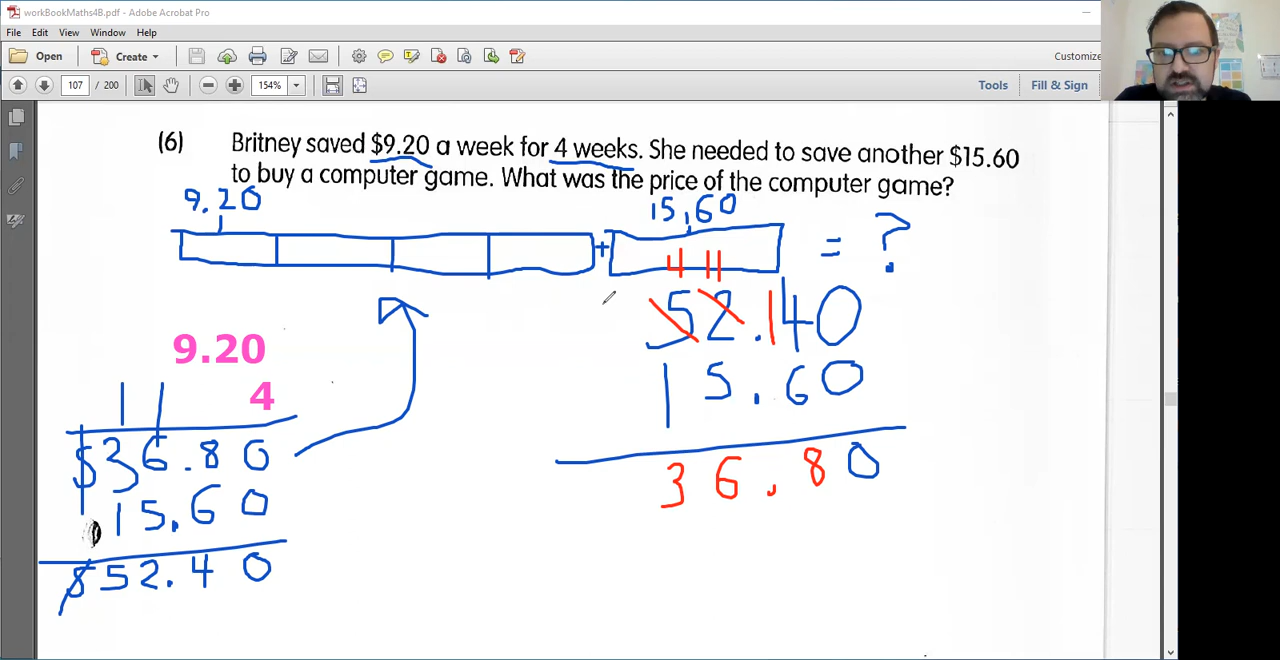 workBookMaths4B.pdf - Adobe Acrobat Pro
File Edit View Window Help
Open Create Customize
107 / 200 154% Tools Fill & Sign
(6) Britney saved $9.20 a week for 4 weeks. She needed to save another $15.60
to buy a computer game. What was the price of the computer game?
9.20 15.60
+ = ?
4 11
52.140
15.60
36.80
9.20
4
1 1
$36.80
15.60
$52.40